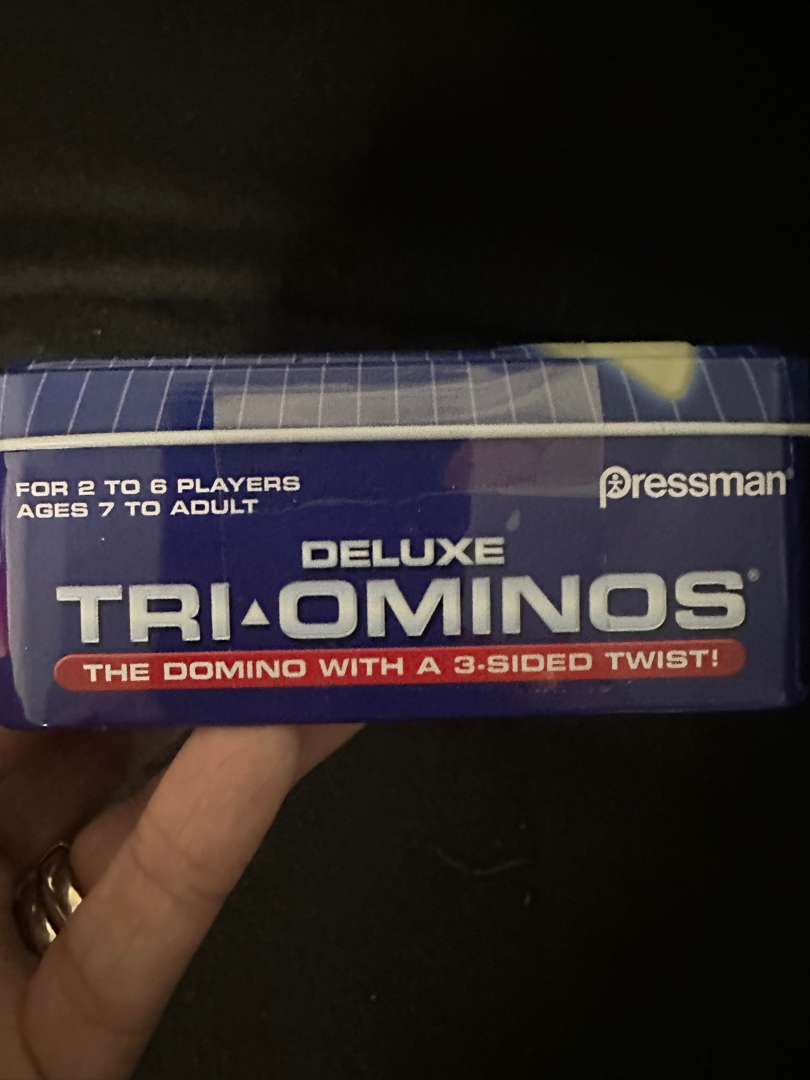 FOR 2 TO 6 PLAYERS
AGES 7 TO ADULT
Pressman®
DELUXE
TRI▲OMINOS®
THE DOMINO WITH A 3-SIDED TWIST!